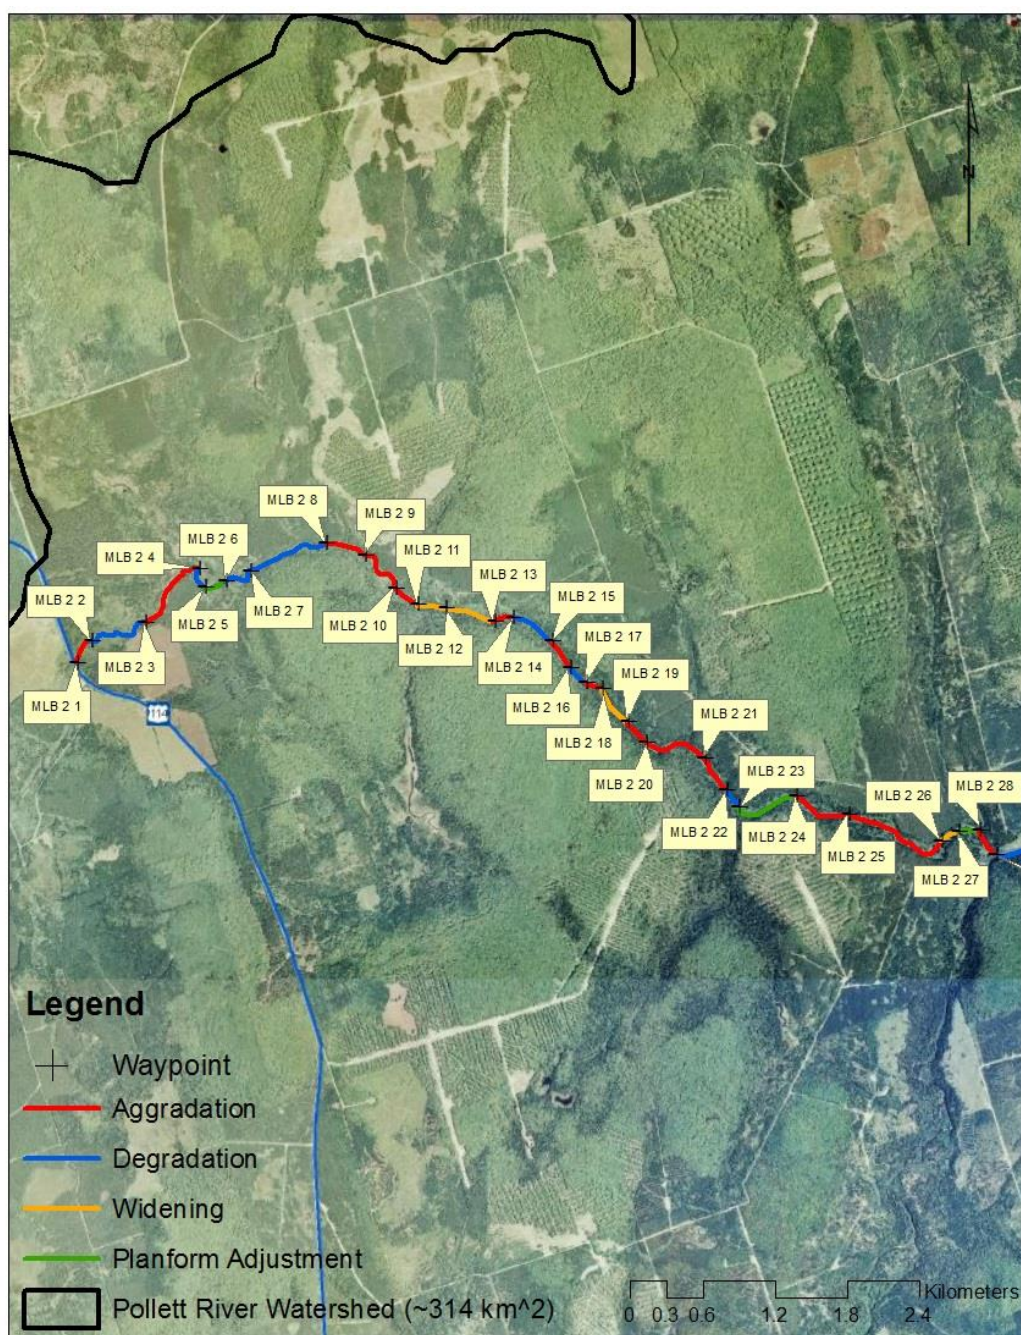 N
MLB 2 8
MLB 2 9
MLB 2 4
MLB 2 6
MLB 2 11
MLB 2 13
MLB 2 2
MLB 2 5
MLB 2 7
MLB 2 15
MLB 2 3
MLB 2 10
MLB 2 12
MLB 2 14
MLB 2 17
MLB 2 1
MLB 2 16
MLB 2 19
114
MLB 2 18
MLB 2 21
MLB 2 20
MLB 2 23
MLB 2 26
MLB 2 28
MLB 2 22
MLB 2 24
MLB 2 25
MLB 2 27
Legend
Waypoint
Aggradation
Degradation
Widening
Planform Adjustment
Pollett River Watershed (~314 km^2)
Kilometers
0 0.3 0.6 1.2 1.8 2.4